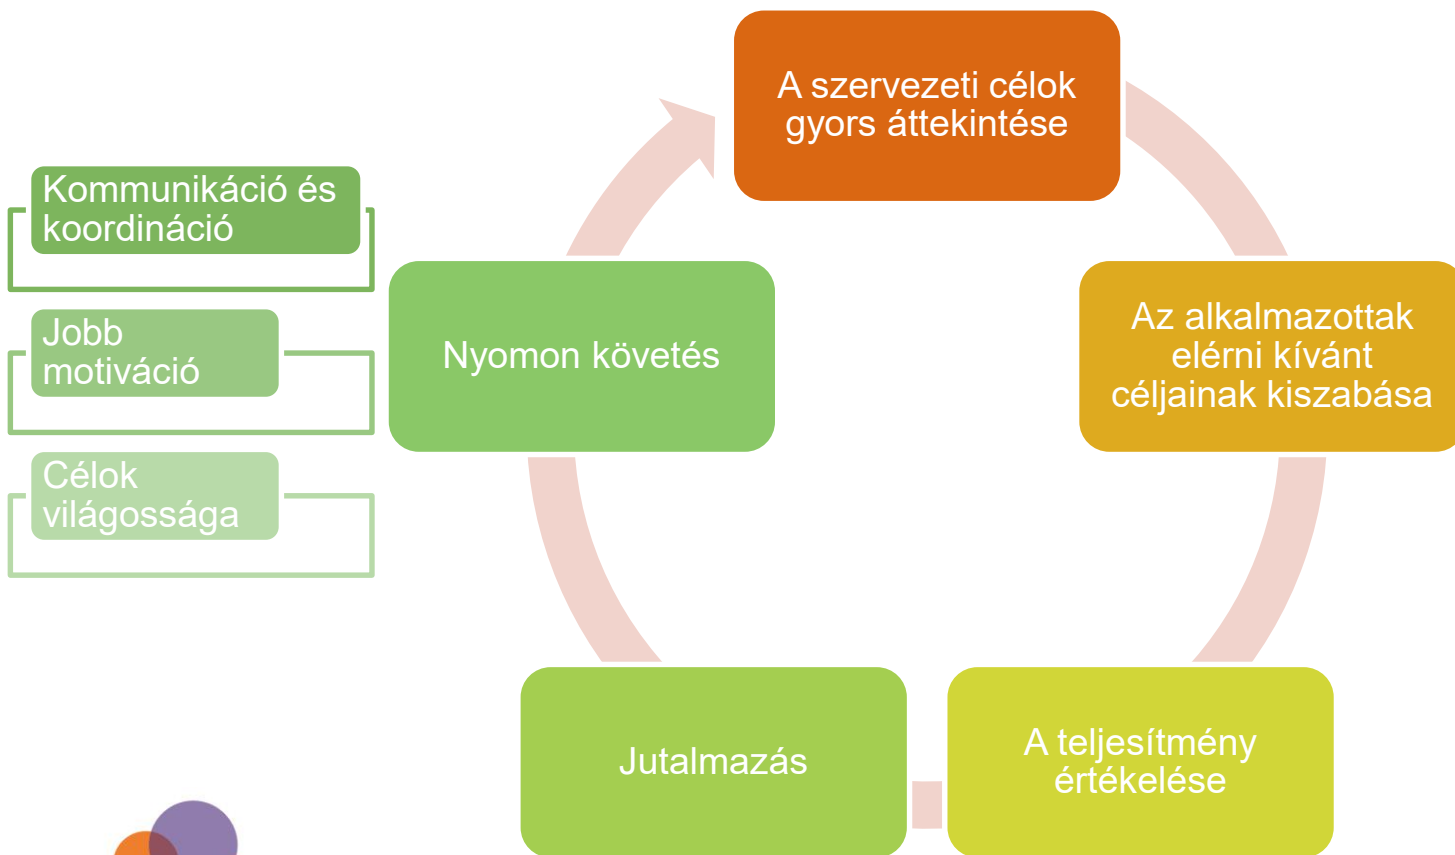 A szervezeti célok
gyors áttekintése
Az alkalmazottak
elérni kívánt
céljainak kiszabása
A teljesítmény
értékelése
Jutalmazás
Nyomon követés
Kommunikáció és
koordináció
Jobb
motiváció
Célok
világossága